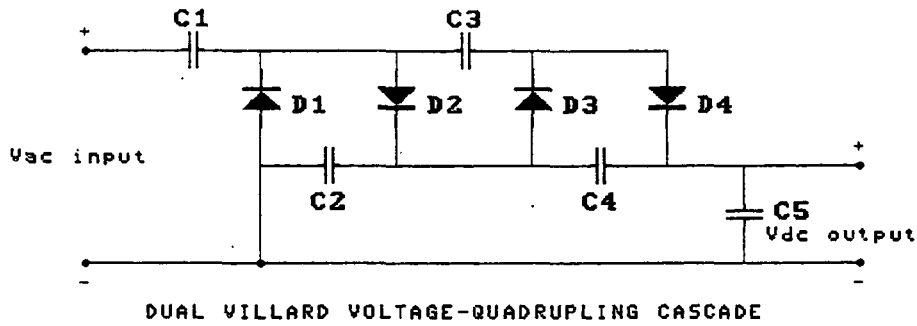 C1
C3
+
D1
D2
D3
D4
Vac input
+
C2
C4
C5
Vdc output
-
-
DUAL VILLARD VOLTAGE-QUADRUPLING CASCADE